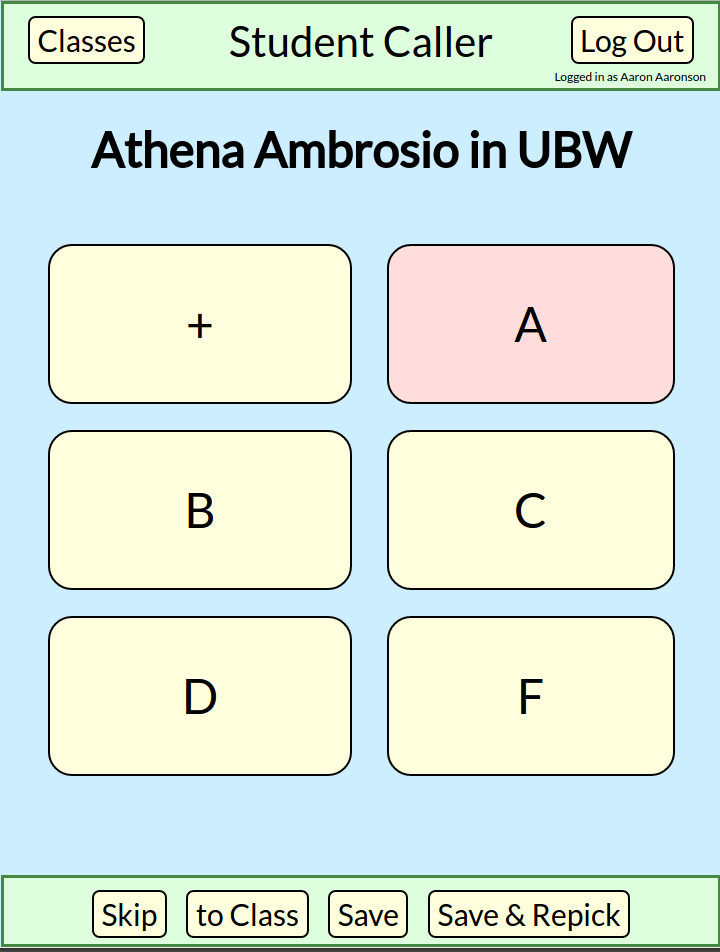 Classes
Student Caller
Log Out
Logged in as Aaron Aaronson
Athena Ambrosio in UBW
+
A
B
C
D
F
Skip
to Class
Save
Save & Repick